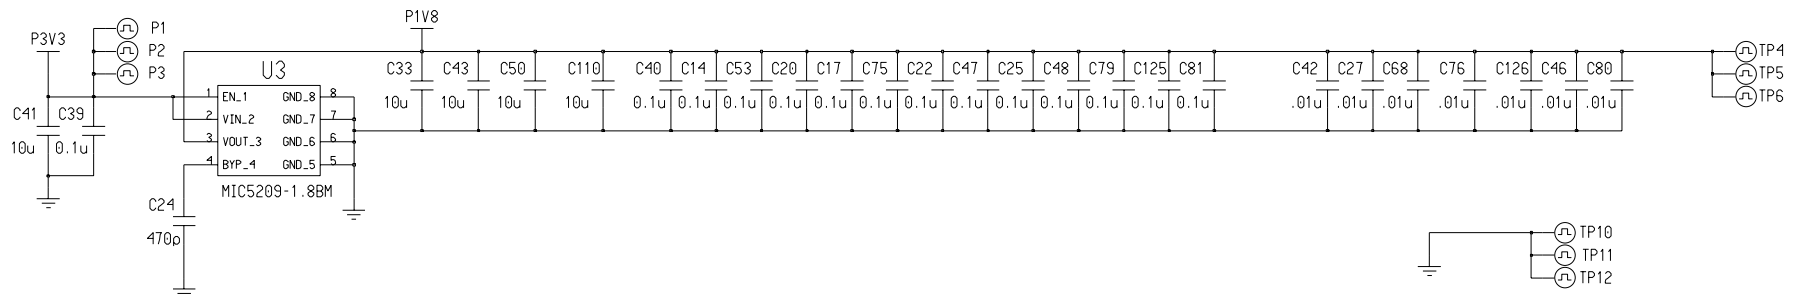 P1V8
P3V3
P1
P2
P3
TP4
TP5
TP6
U3
C33 C43 C50 C110 C40 C14 C53 C20 C17 C75 C22 C47 C25 C48 C79 C125 C81 C42 C27 C68 C76 C126 C46 C80
10u 10u 10u 10u 0.1u 0.1u 0.1u 0.1u 0.1u 0.1u 0.1u 0.1u 0.1u 0.1u 0.1u 0.1u 0.1u .01u .01u .01u .01u .01u .01u .01u
1 EN_1 GND_8 8
2 VIN_2 GND_7 7
3 VOUT_3 GND_6 6
4 BYP_4 GND_5 5
MIC5209-1.8BM
C41 C39
10u 0.1u
C24
470p
TP10
TP11
TP12